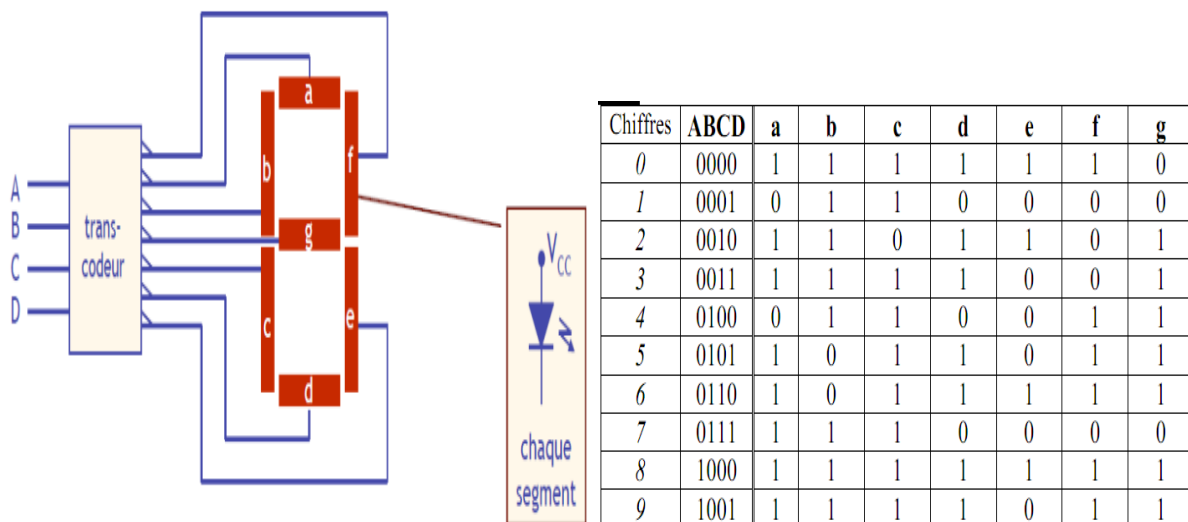 a
b
f
g
c
e
d
A
B
C
D
trans-
codeur
VCC
chaque
segment
Chiffres ABCD a b c d e f g
0 0000 1 1 1 1 1 1 0
1 0001 0 1 1 0 0 0 0
2 0010 1 1 0 1 1 0 1
3 0011 1 1 1 1 0 0 1
4 0100 0 1 1 0 0 1 1
5 0101 1 0 1 1 0 1 1
6 0110 1 0 1 1 1 1 1
7 0111 1 1 1 0 0 0 0
8 1000 1 1 1 1 1 1 1
9 1001 1 1 1 1 0 1 1